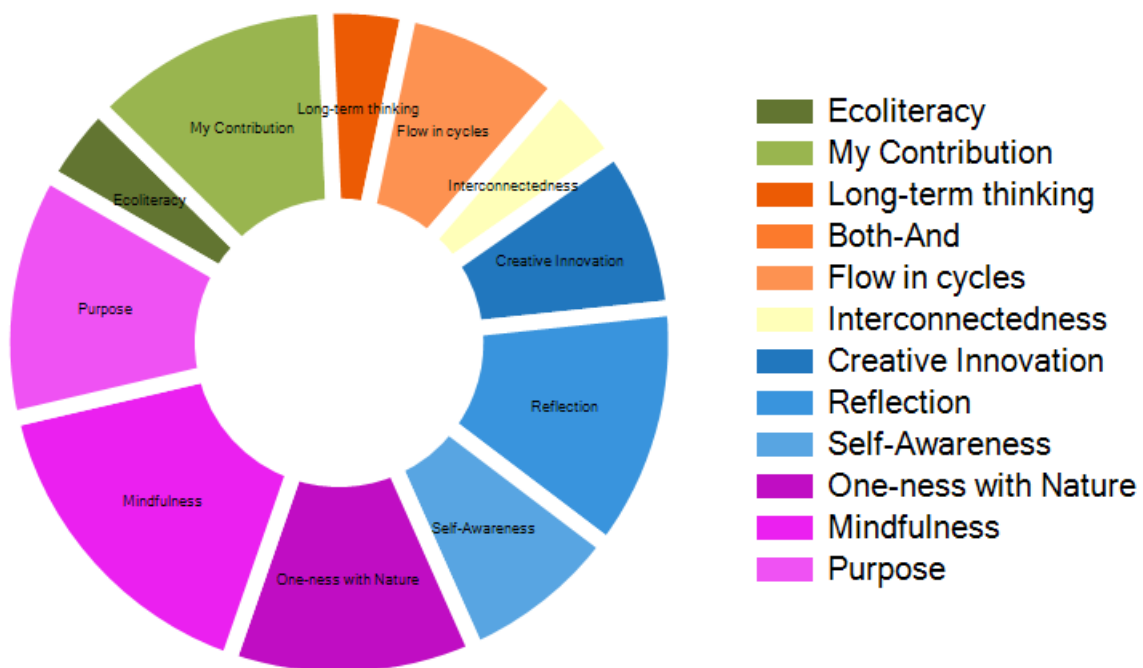 Long-term thinking
My Contribution
Flow in cycles
Interconnectedness
Ecoliteracy
Creative Innovation
Purpose
Reflection
Mindfulness
Self-Awareness
One-ness with Nature
Ecoliteracy
My Contribution
Long-term thinking
Both-And
Flow in cycles
Interconnectedness
Creative Innovation
Reflection
Self-Awareness
One-ness with Nature
Mindfulness
Purpose